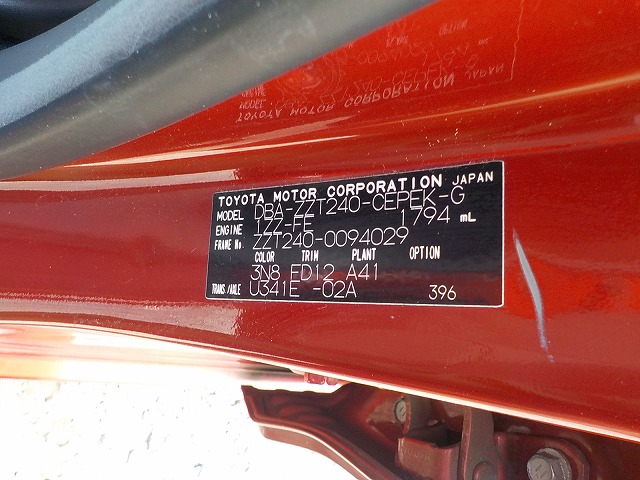 TOYOTA MOTOR CORPORATION JAPAN
MODEL DBA-ZZT240-CEPEK-G
ENGINE 1ZZ-FE 1794 mL
FRAME No. ZZT240-0094029
COLOR TRIM PLANT OPTION
3N8 FD12 A41
TRANS./AXLE U341E -02A 396